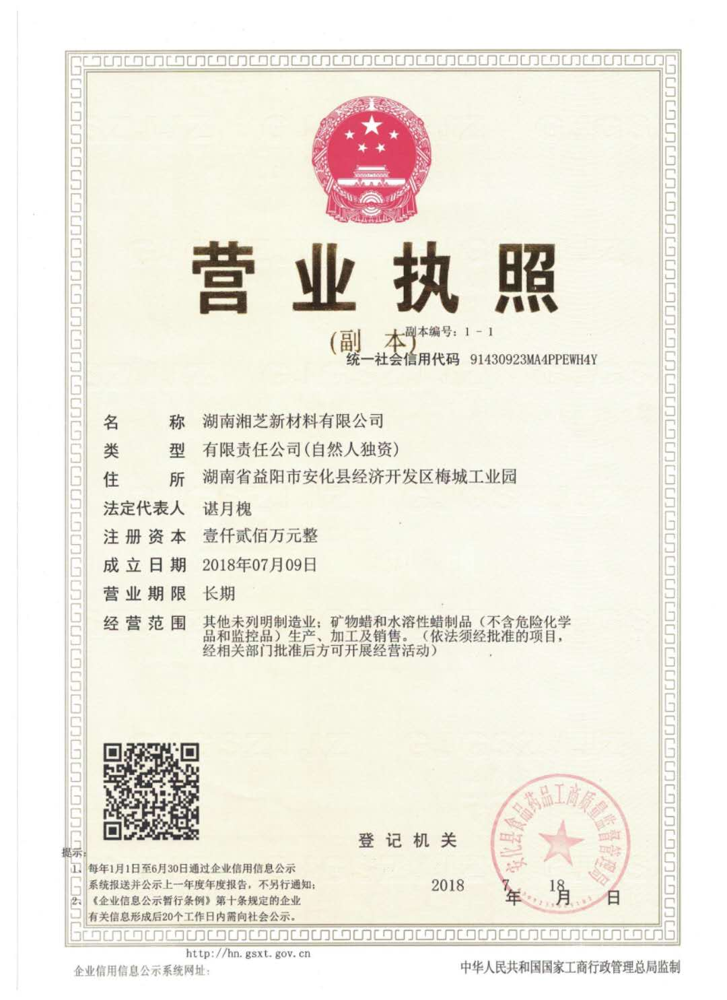 营业执照
(副 本)
副本编号：1 - 1
统一社会信用代码 91430923MA4PPEWH4Y
名称 湖南湘芝新材料有限公司
类型 有限责任公司(自然人独资)
住所 湖南省益阳市安化县经济开发区梅城工业园
法定代表人 谌月槐
注册资本 壹仟贰佰万元整
成立日期 2018年07月09日
营业期限 长期
经营范围 其他未列明制造业；矿物蜡和水溶性蜡制品（不含危险化学
品和监控品）生产、加工及销售。（依法须经批准的项目，
经相关部门批准后方可开展经营活动）
安化县食品药品工商质量监督管理局
登记机关
2018年7月18日
提示：
1、每年1月1日至6月30日通过企业信用信息公示
系统报送并公示上一年度年度报告，不另行通知；
2、《企业信息公示暂行条例》第十条规定的企业
有关信息形成后20个工作日内需向社会公示。
http://hn.gsxt.gov.cn
企业信用信息公示系统网址：
中华人民共和国国家工商行政管理总局监制